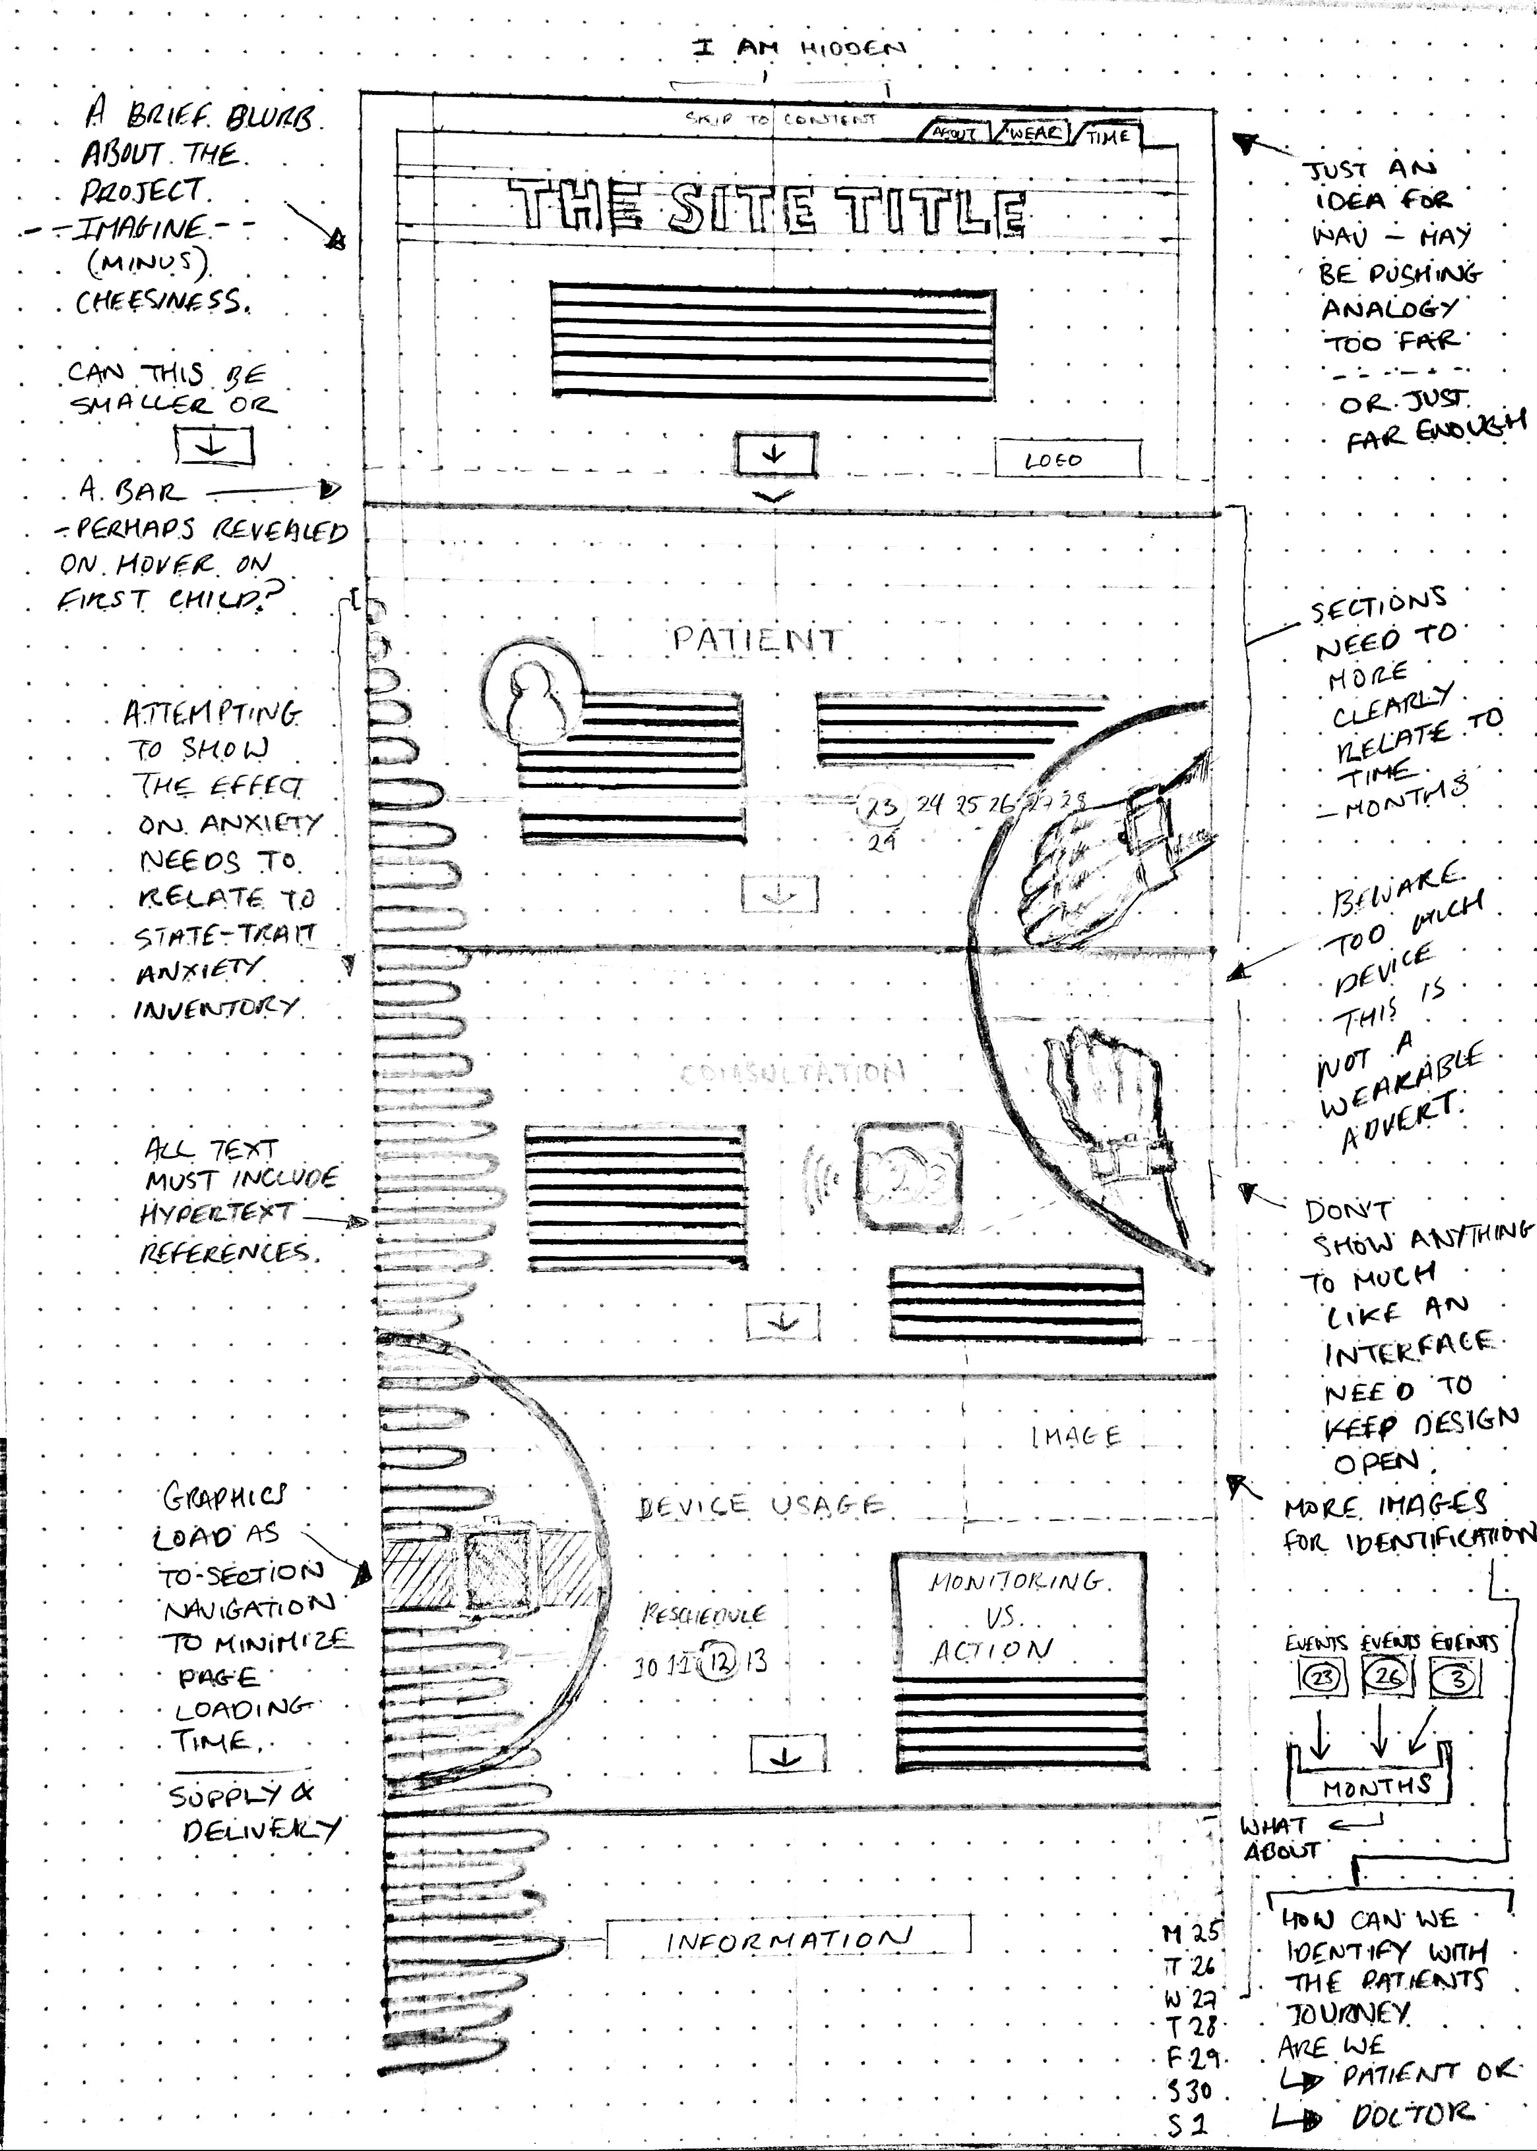 I AM HIDDEN
SKIP TO CONTENT
ABOUT
WEAR
TIME
A BRIEF BLURB
ABOUT THE
PROJECT.
--IMAGINE--
(MINUS)
CHEESINESS.
THE SITE TITLE
JUST AN
IDEA FOR
NAV – MAY
BE PUSHING
ANALOGY
TOO FAR
OR JUST
FAR ENOUGH
CAN THIS BE
SMALLER OR
↓
↓
LOGO
A BAR
-PERHAPS REVEALED
ON HOVER ON
FIRST CHILD?
PATIENT
SECTIONS
NEED TO
MORE
CLEARLY
RELATE TO
TIME
- MONTHS
ATTEMPTING
TO SHOW
THE EFFECT
ON ANXIETY
NEEDS TO
RELATE TO
STATE-TRAIT
ANXIETY
INVENTORY.
23 24 25 26 27 28
29
↓
BEWARE
TOO MUCH
DEVICE
THIS IS
NOT A
WEARABLE
ADVERT.
CONSULTATION
ALL TEXT
MUST INCLUDE
HYPERTEXT
REFERENCES.
DON'T
SHOW ANYTHING
TO MUCH
LIKE AN
INTERFACE
NEED TO
KEEP DESIGN
OPEN.
↓
IMAGE
DEVICE USAGE
GRAPHICS
LOAD AS
TO-SECTION
NAVIGATION
TO MINIMIZE
PAGE
LOADING
TIME.
SUPPLY &
DELIVERY
MONITORING.
VS.
ACTION
RESCHEDULE
10 11 12 13
↓
MORE IMAGES
FOR IDENTIFICATION
EVENTS EVENTS EVENTS
23 26 3
MONTHS
WHAT
ABOUT
INFORMATION
M 25
T 26
W 27
T 28
F 29
S 30
S 1
HOW CAN WE
IDENTIFY WITH
THE PATIENTS
JOURNEY
ARE WE
PATIENT OR
DOCTOR